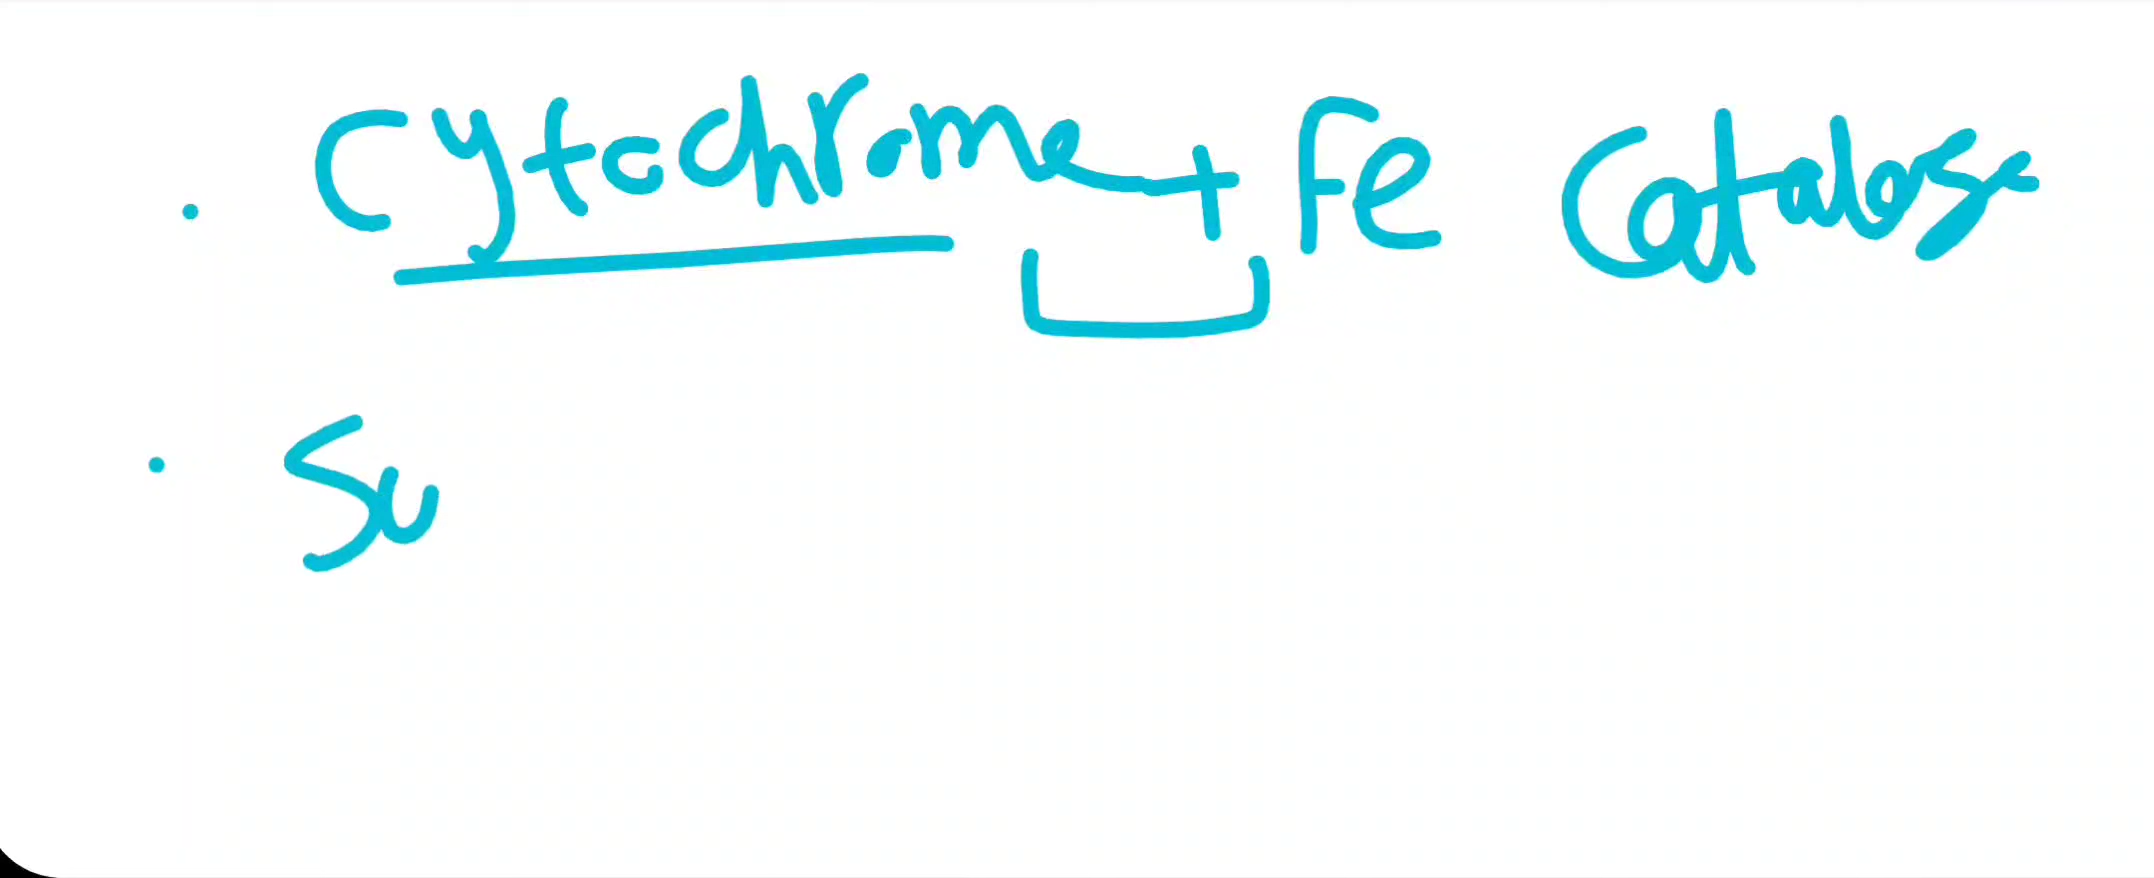 . Cytochrome + Fe Catalase
. Su